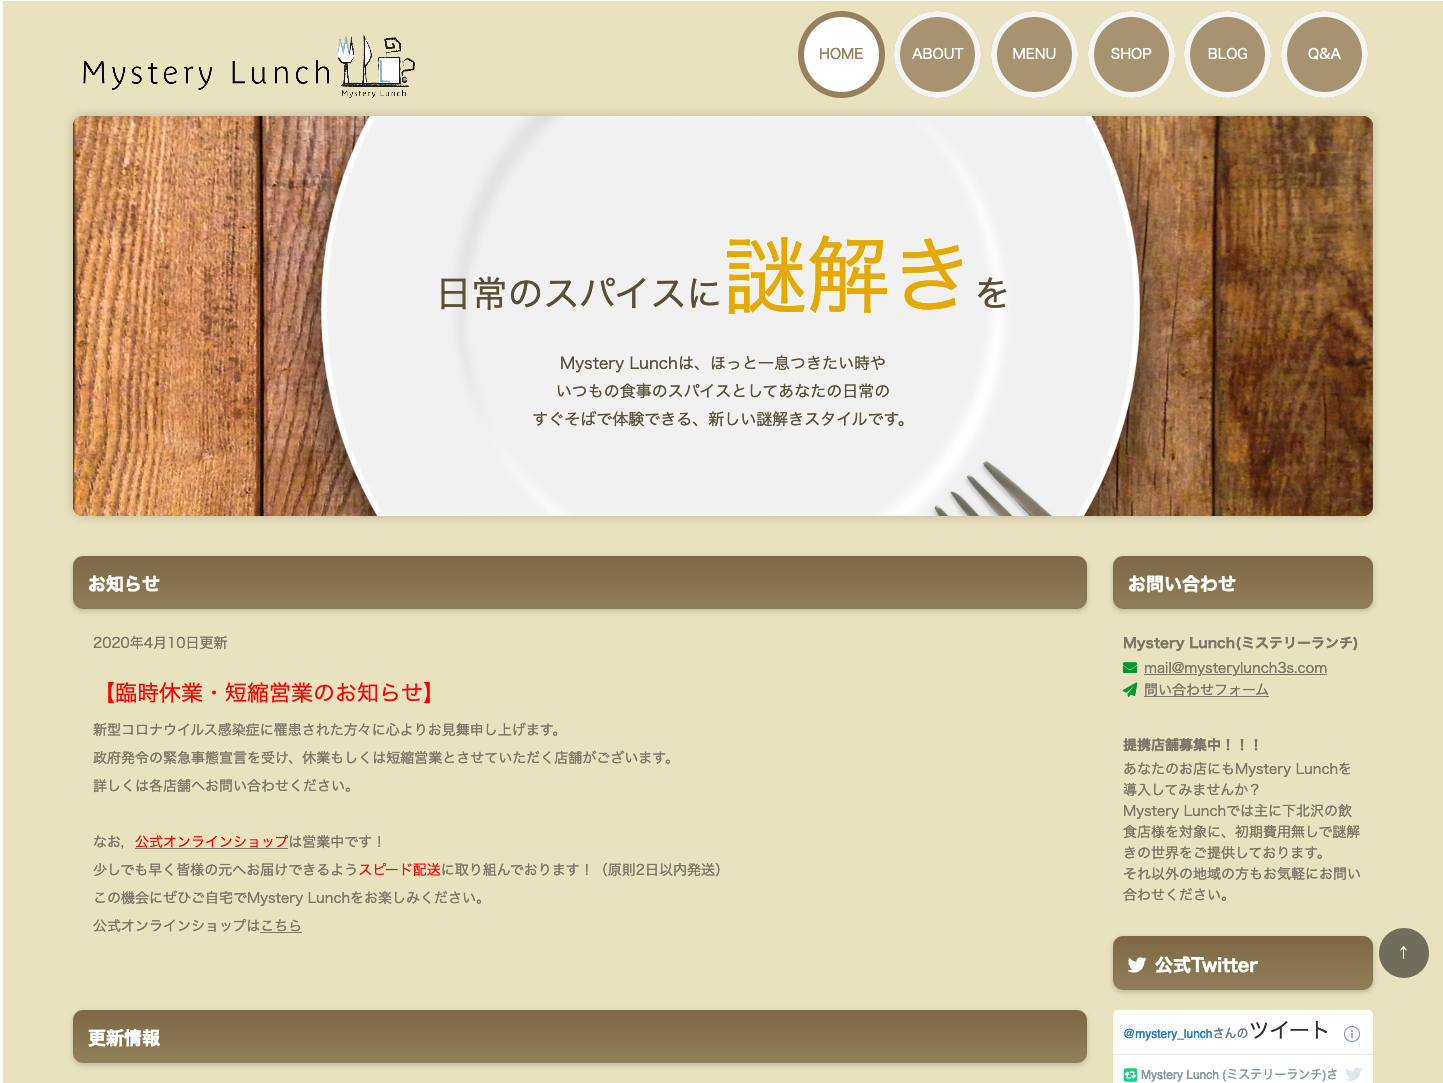 Mystery Lunch
Mystery Lunch
HOME
ABOUT
MENU
SHOP
BLOG
Q&A
日常のスパイスに謎解きを
Mystery Lunchは、ほっと一息つきたい時や
いつもの食事のスパイスとしてあなたの日常の
すぐそばで体験できる、新しい謎解きスタイルです。
お知らせ
2020年4月10日更新
【臨時休業・短縮営業のお知らせ】
新型コロナウイルス感染症に罹患された方々に心よりお見舞申し上げます。
政府発令の緊急事態宣言を受け、休業もしくは短縮営業とさせていただく店舗がございます。
詳しくは各店舗へお問い合わせください。
なお，公式オンラインショップは営業中です！
少しでも早く皆様の元へお届けできるようスピード配送に取り組んでおります！（原則2日以内発送）
この機会にぜひご自宅でMystery Lunchをお楽しみください。
公式オンラインショップはこちら
更新情報
お問い合わせ
Mystery Lunch(ミステリーランチ)
mail@mysterylunch3s.com
問い合わせフォーム
提携店舗募集中！！！
あなたのお店にもMystery Lunchを
導入してみませんか？
Mystery Lunchでは主に下北沢の飲
食店様を対象に、初期費用無しで謎解
きの世界をご提供しております。
それ以外の地域の方もお気軽にお問い
合わせください。
公式Twitter
@mystery_lunchさんのツイート
Mystery Lunch (ミステリーランチ)さ
↑